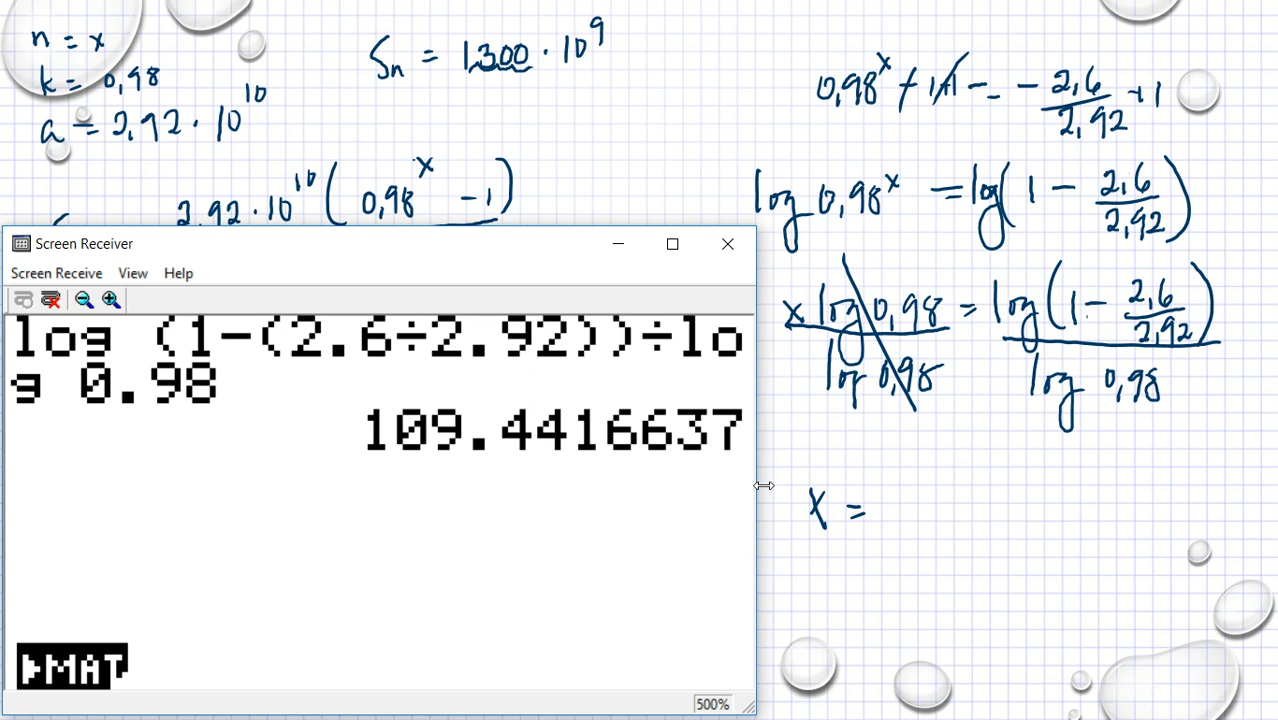 n = x
k = 0,98
a = 2,92 · 10^10
Sn = 1300 · 10^9
2,92 · 10^10 ( 0,98^x - 1 )
Screen Receiver
Screen Receive View Help
log (1-(2.6÷2.92))÷lo
g 0.98
109.4416637
▶MAT
500%
0,98^x - 1 + 1 = - 2,6/2,92 + 1
log 0,98^x = log( 1 - 2,6/2,92 )
x log 0,98 / log 0,98 = log( 1 - 2,6/2,92 ) / log 0,98
x =